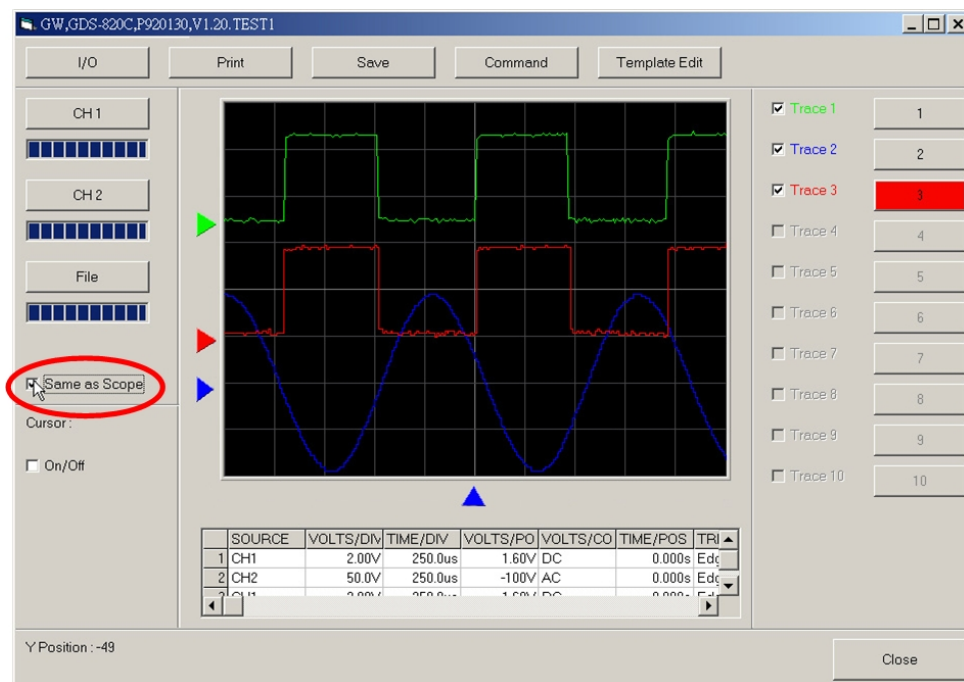 GW,GDS-820C,P920130,V1.20.TEST1
I/O Print Save Command Template Edit
CH 1
CH 2
File
Same as Scope
Cursor :
On/Off
Trace 1 1
Trace 2 2
Trace 3 3
Trace 4 4
Trace 5 5
Trace 6 6
Trace 7 7
Trace 8 8
Trace 9 9
Trace 10 10
SOURCE VOLTS/DIV TIME/DIV VOLTS/PO VOLTS/CO TIME/POS TRI
1 CH1 2.00V 250.0us 1.60V DC 0.000s Edg
2 CH2 50.0V 250.0us -100V AC 0.000s Edg
Y Position : -49
Close